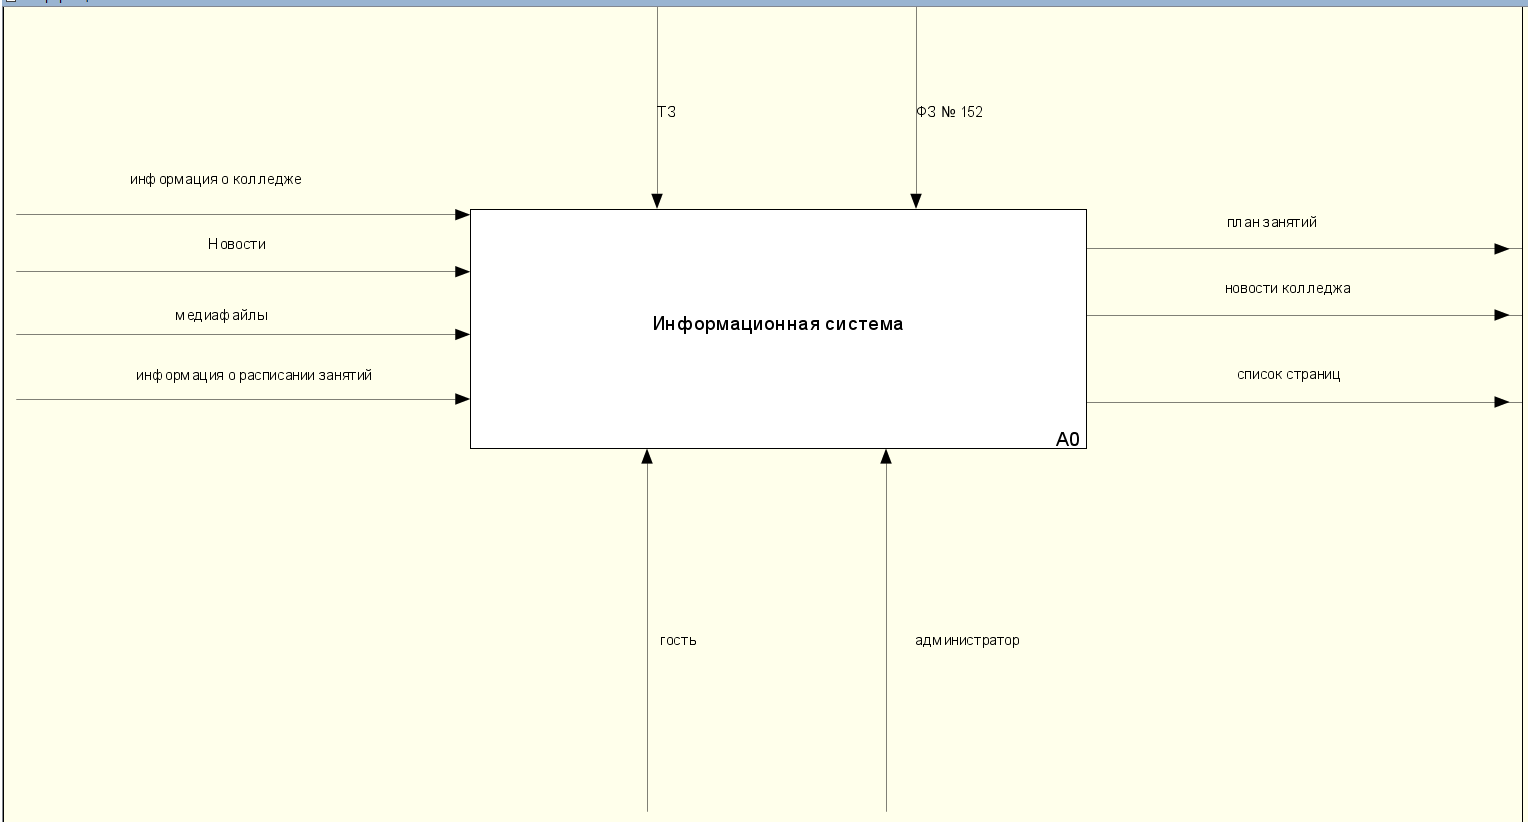 ТЗ
ФЗ № 152
информация о колледже
план занятий
Новости
новости колледжа
медиафайлы
Информационная система
информация о расписании занятий
список страниц
A0
гость
администратор